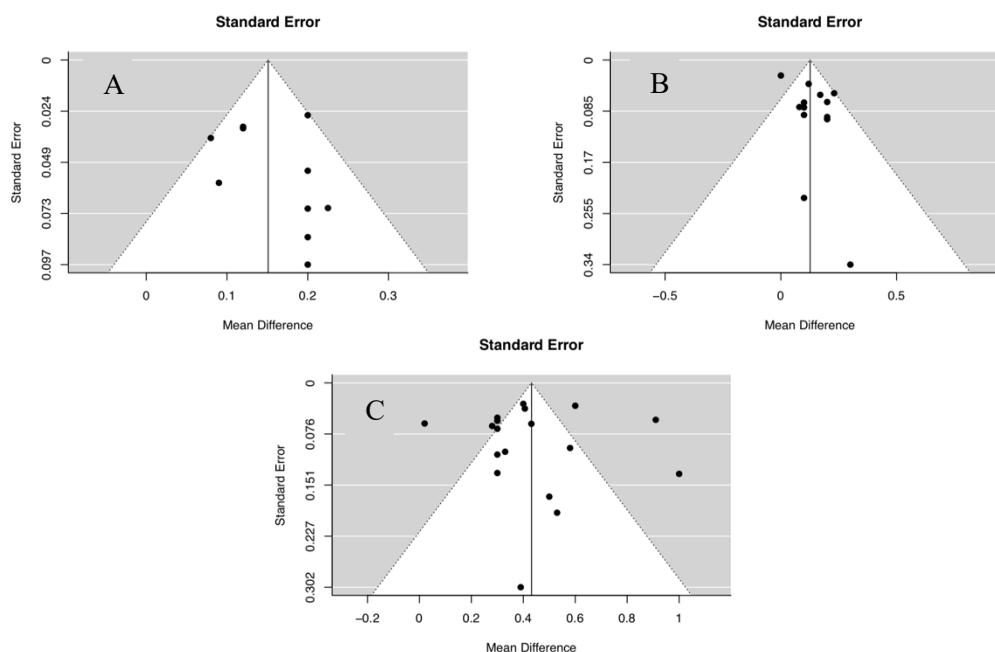 Standard Error
A
Standard Error
0
0.024
0.049
0.073
0.097
0
0.1
0.2
0.3
Mean Difference
Standard Error
B
Standard Error
0
0.085
0.17
0.255
0.34
−0.5
0
0.5
Mean Difference
Standard Error
C
Standard Error
0
0.076
0.151
0.227
0.302
−0.2
0
0.2
0.4
0.6
0.8
1
Mean Difference